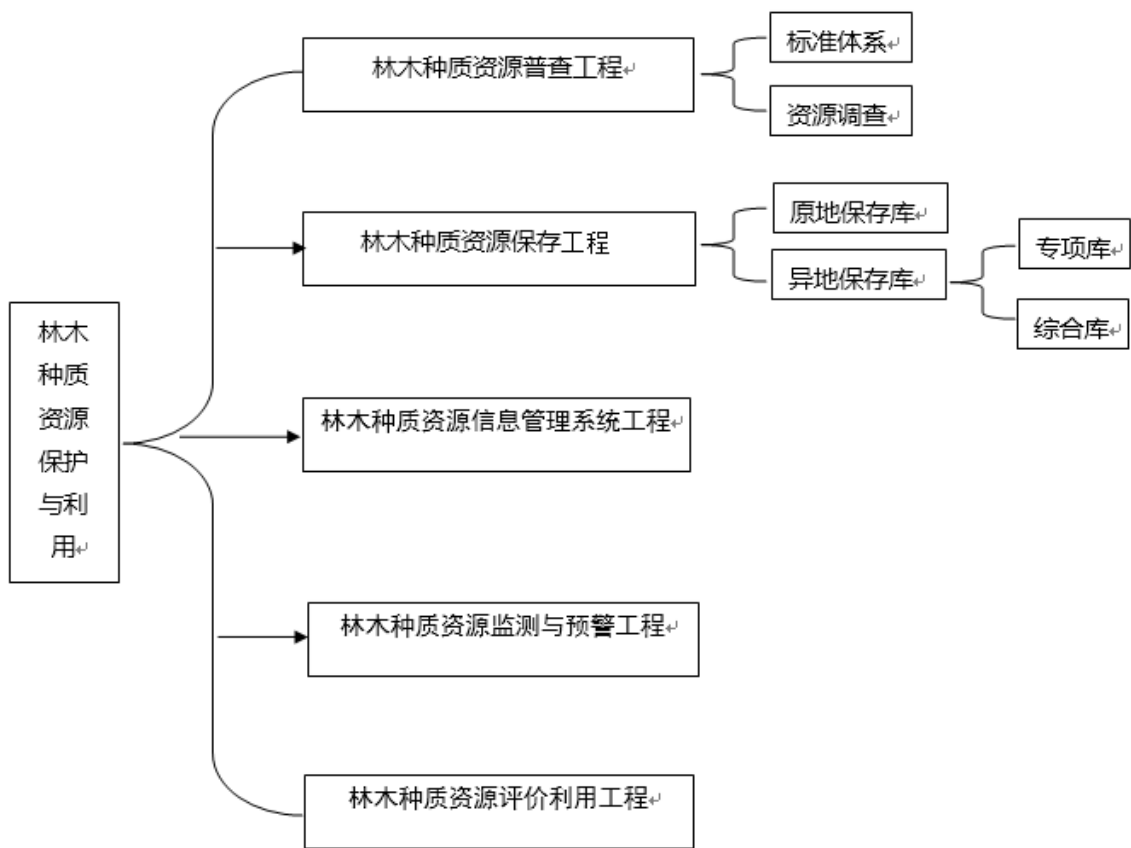 林木种质资源普查工程
标准体系
资源调查
林木种质资源保存工程
原地保存库
异地保存库
专项库
综合库
林木
种质
资源
保护
与利
用
林木种质资源信息管理系统工程
林木种质资源监测与预警工程
林木种质资源评价利用工程